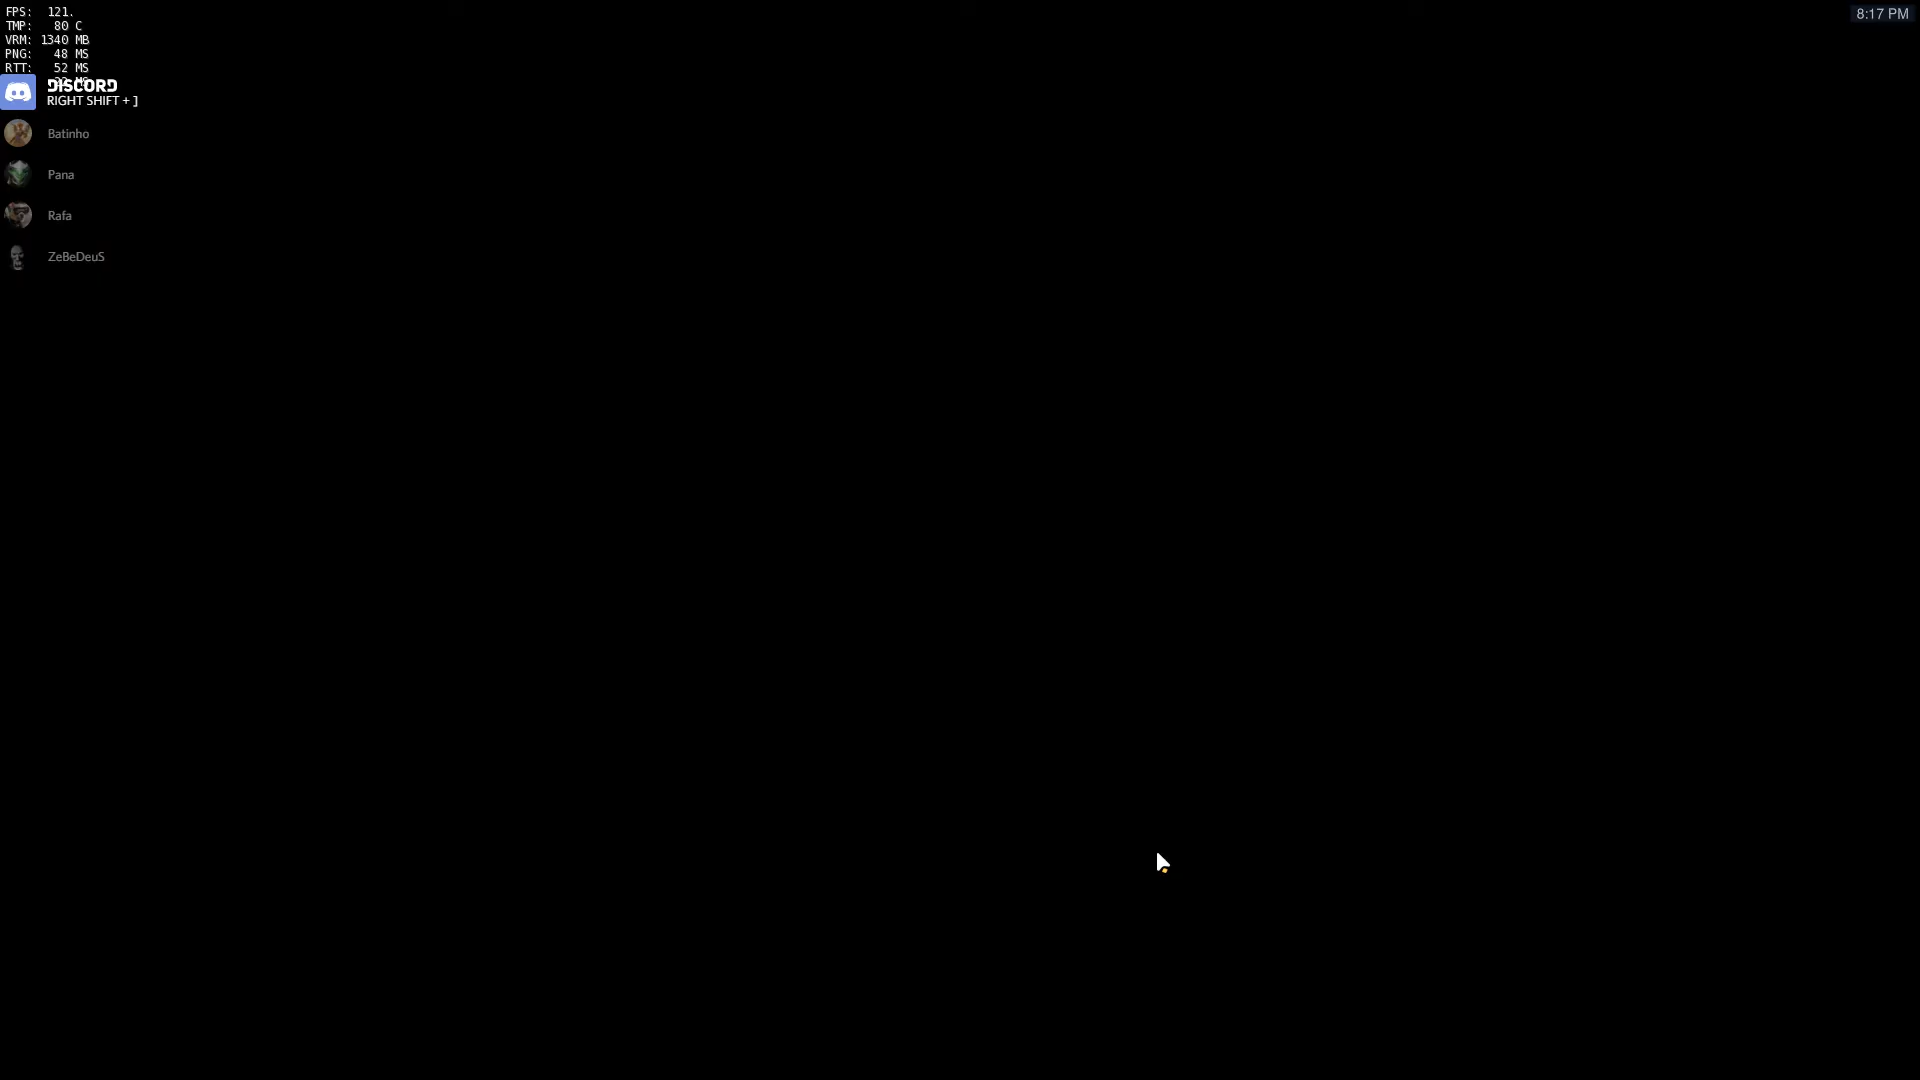 FPS: 121.
TMP: 80 C
VRM: 1340 MB
PNG: 48 MS
RTT: 52 MS
DISCORD
RIGHT SHIFT + ]
Batinho
Pana
Rafa
ZeBeDeuS
8:17 PM